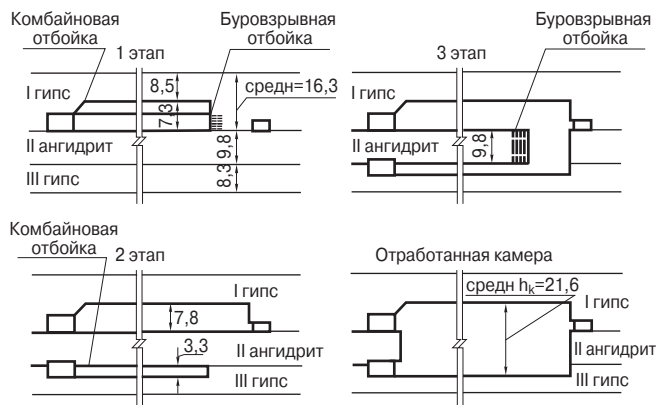 Комбайновая
отбойка
1 этап
Буровзрывная
отбойка
I гипс
8,5
средн=16,3
7,3
II ангидрит
9,8
III гипс
8,3
Буровзрывная
отбойка
3 этап
I гипс
II ангидрит
9,8
III гипс
Комбайновая
отбойка
2 этап
I гипс
7,8
3,3
II ангидрит
III гипс
Отработанная камера
средн hк=21,6
I гипс
II ангидрит
III гипс